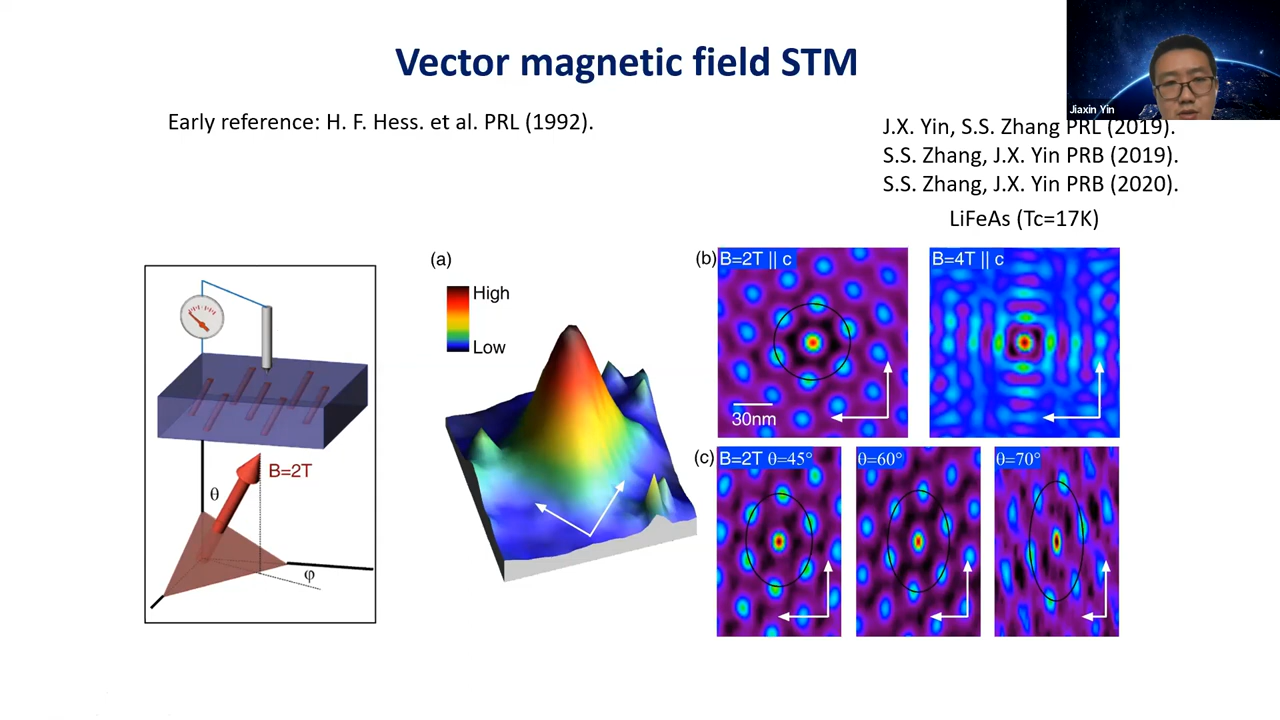 Vector magnetic field STM
Jiaxin Yin
Early reference: H. F. Hess. et al. PRL (1992).
J.X. Yin, S.S. Zhang PRL (2019).
S.S. Zhang, J.X. Yin PRB (2019).
S.S. Zhang, J.X. Yin PRB (2020).
LiFeAs (Tc=17K)
B=2T
θ
φ
(a)
High
Low
(b)
B=2T || c
30nm
B=4T || c
(c)
B=2T θ=45°
θ=60°
θ=70°